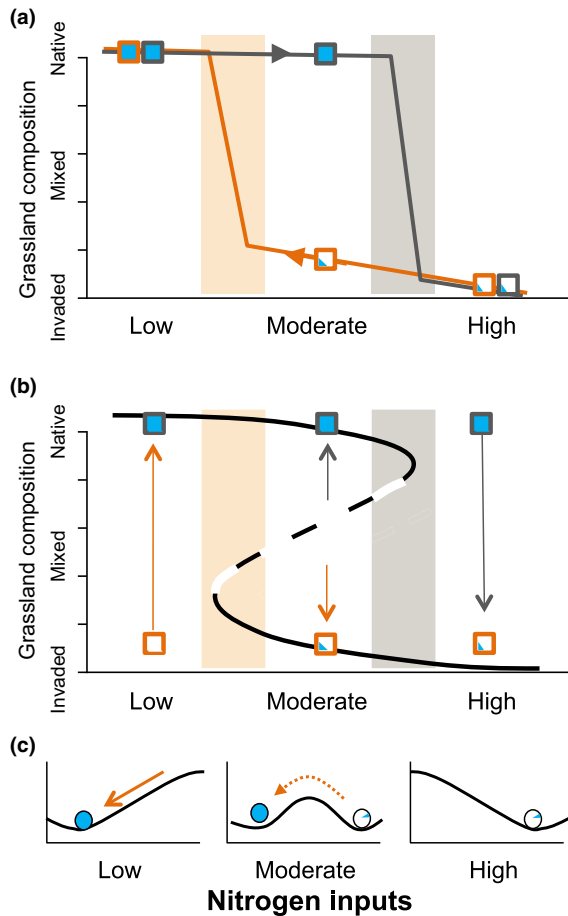 (a)
Native
Mixed
Invaded
Grassland composition
Low
Moderate
High
(b)
Native
Mixed
Invaded
Grassland composition
Low
Moderate
High
(c)
Low
Moderate
High
Nitrogen inputs